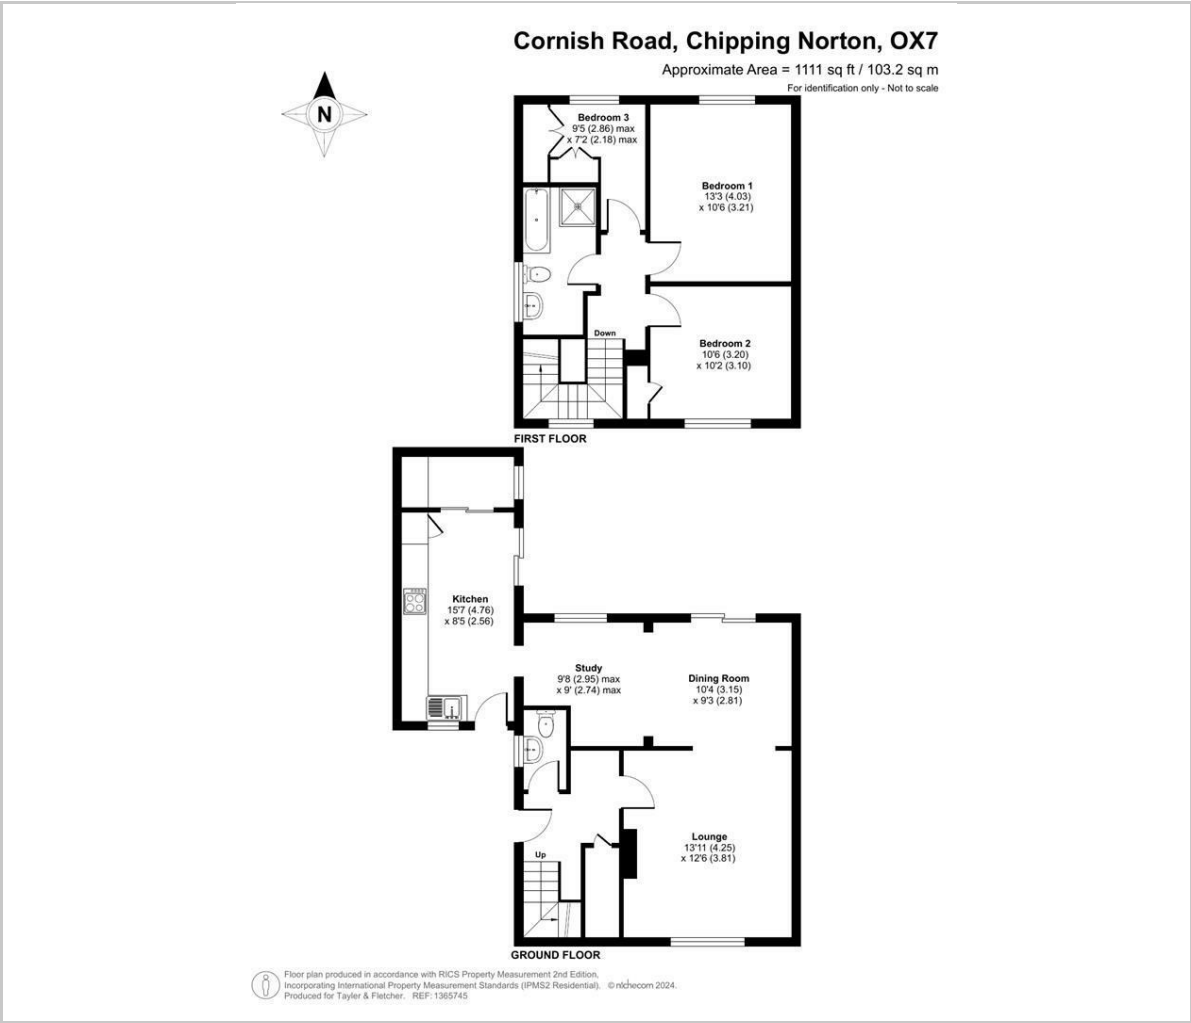 Cornish Road, Chipping Norton, OX7
Approximate Area = 1111 sq ft / 103.2 sq m
For identification only - Not to scale
N
Bedroom 3
9'5 (2.86) max
x 7'2 (2.18) max
Bedroom 1
13'3 (4.03)
x 10'6 (3.21)
Down
Bedroom 2
10'6 (3.20)
x 10'2 (3.10)
FIRST FLOOR
Kitchen
15'7 (4.76)
x 8'5 (2.56)
Study
9'8 (2.95) max
x 9' (2.74) max
Dining Room
10'4 (3.15)
x 9'3 (2.81)
Lounge
13'11 (4.25)
x 12'6 (3.81)
Up
GROUND FLOOR
Floor plan produced in accordance with RICS Property Measurement 2nd Edition,
Incorporating International Property Measurement Standards (IPMS2 Residential). © nichecom 2024.
Produced for Tayler & Fletcher. REF: 1365745